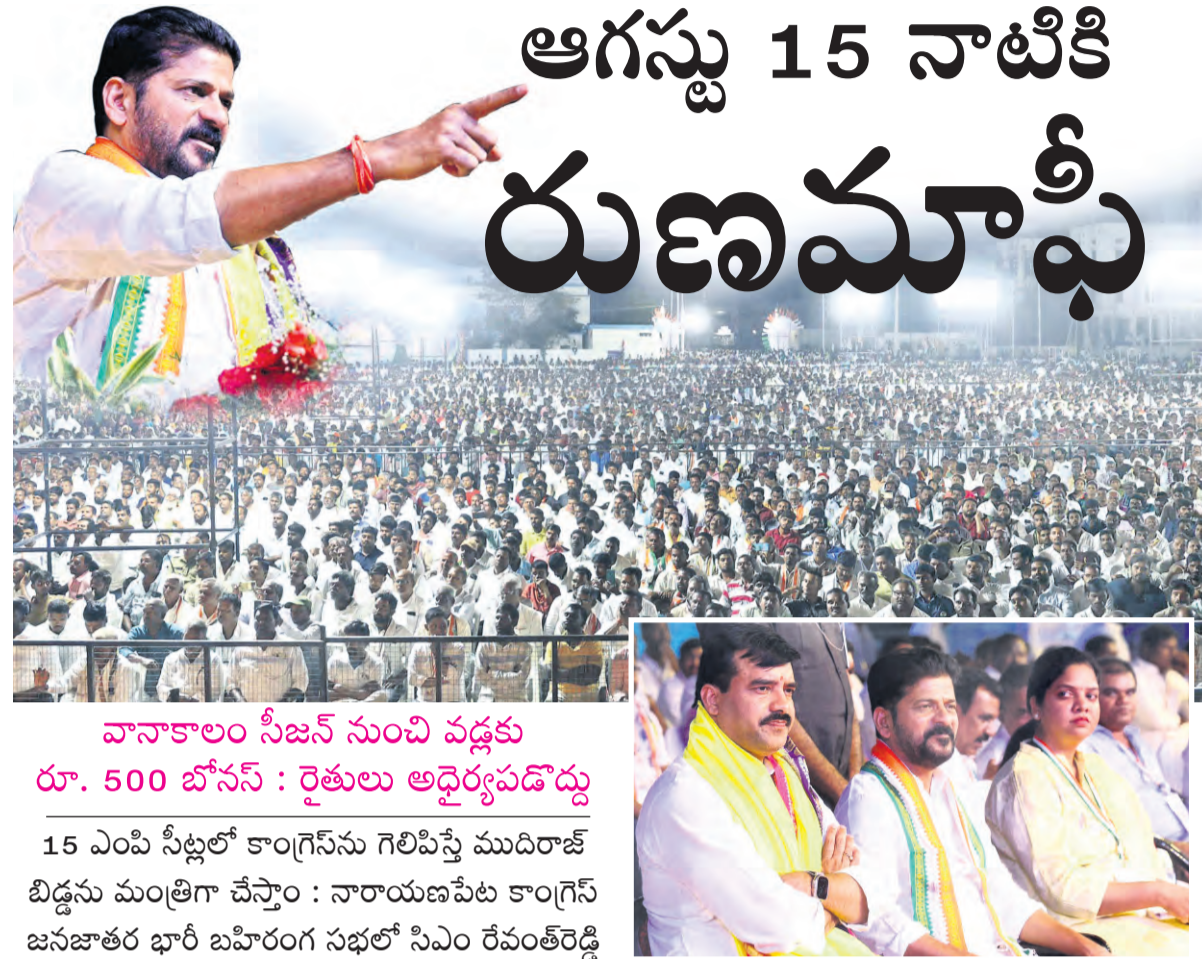 ఆగస్టు 15 నాటికి
రుణమాఫీ
వానాకాలం సీజన్ నుంచి వడ్లకు
రూ. 500 బోనస్ : రైతులు అధైర్యపడొద్దు
15 ఎంపి సీట్లలో కాంగ్రెస్‌ను గెలిపిస్తే ముదిరాజ్
బిడ్డను మంత్రిగా చేస్తాం : నారాయణపేట కాంగ్రెస్
జనజాతర భారీ బహిరంగ సభలో సిఎం రేవంత్‌రెడ్డి